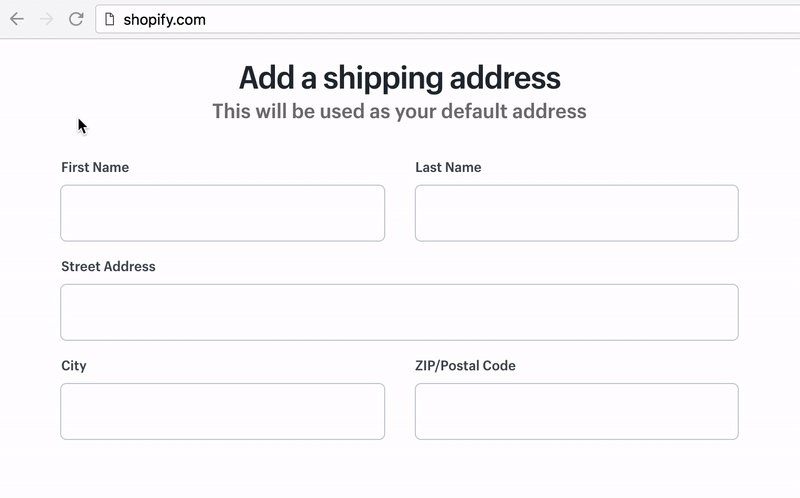 shopify.com
Add a shipping address
This will be used as your default address
First Name
Last Name
Street Address
City
ZIP/Postal Code